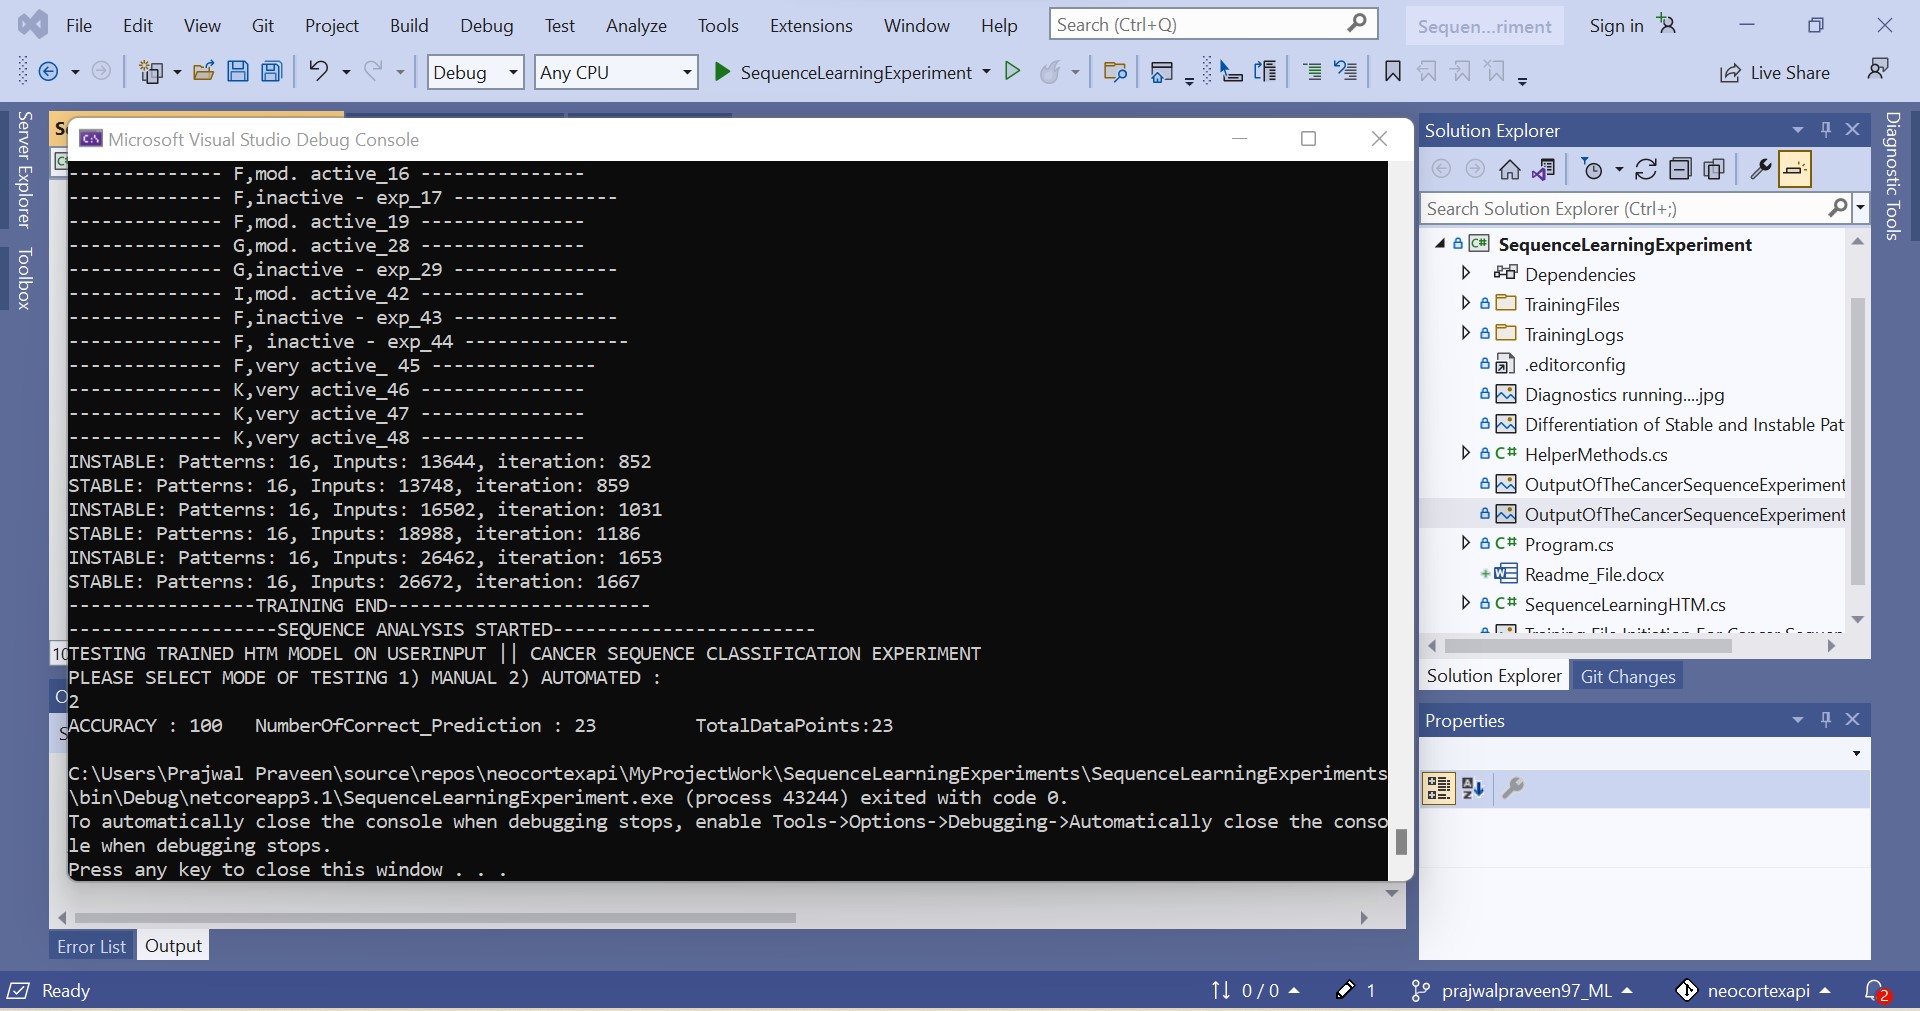 File Edit View Git Project Build Debug Test Analyze Tools Extensions Window Help Search (Ctrl+Q) Sequen...riment Sign in
Debug Any CPU SequenceLearningExperiment Live Share
Server Explorer
Toolbox
Microsoft Visual Studio Debug Console
-------------- F,mod. active_16 ---------------
-------------- F,inactive - exp_17 ---------------
-------------- F,mod. active_19 ---------------
-------------- G,mod. active_28 ---------------
-------------- G,inactive - exp_29 ---------------
-------------- I,mod. active_42 ---------------
-------------- F,inactive - exp_43 ---------------
-------------- F, inactive - exp_44 ---------------
-------------- F,very active_ 45 ---------------
-------------- K,very active_46 ---------------
-------------- K,very active_47 ---------------
-------------- K,very active_48 ---------------
INSTABLE: Patterns: 16, Inputs: 13644, iteration: 852
STABLE: Patterns: 16, Inputs: 13748, iteration: 859
INSTABLE: Patterns: 16, Inputs: 16502, iteration: 1031
STABLE: Patterns: 16, Inputs: 18988, iteration: 1186
INSTABLE: Patterns: 16, Inputs: 26462, iteration: 1653
STABLE: Patterns: 16, Inputs: 26672, iteration: 1667
-----------------TRAINING END------------------------
-------------------SEQUENCE ANALYSIS STARTED------------------------
TESTING TRAINED HTM MODEL ON USERINPUT || CANCER SEQUENCE CLASSIFICATION EXPERIMENT
PLEASE SELECT MODE OF TESTING 1) MANUAL 2) AUTOMATED :
2
ACCURACY : 100 NumberOfCorrect_Prediction : 23 TotalDataPoints:23
C:\Users\Prajwal Praveen\source\repos\neocortexapi\MyProjectWork\SequenceLearningExperiments\SequenceLearningExperiments
\bin\Debug\netcoreapp3.1\SequenceLearningExperiment.exe (process 43244) exited with code 0.
To automatically close the console when debugging stops, enable Tools->Options->Debugging->Automatically close the conso
le when debugging stops.
Press any key to close this window . . .
Error List Output
Solution Explorer
Search Solution Explorer (Ctrl+;)
C# SequenceLearningExperiment
Dependencies
TrainingFiles
TrainingLogs
.editorconfig
Diagnostics running....jpg
Differentiation of Stable and Instable Pat
C# HelperMethods.cs
OutputOfTheCancerSequenceExperiment
OutputOfTheCancerSequenceExperiment
C# Program.cs
Readme_File.docx
C# SequenceLearningHTM.cs
Solution Explorer Git Changes
Properties
Diagnostic Tools
Ready 0 / 0 1 prajwalpraveen97_ML neocortexapi 2